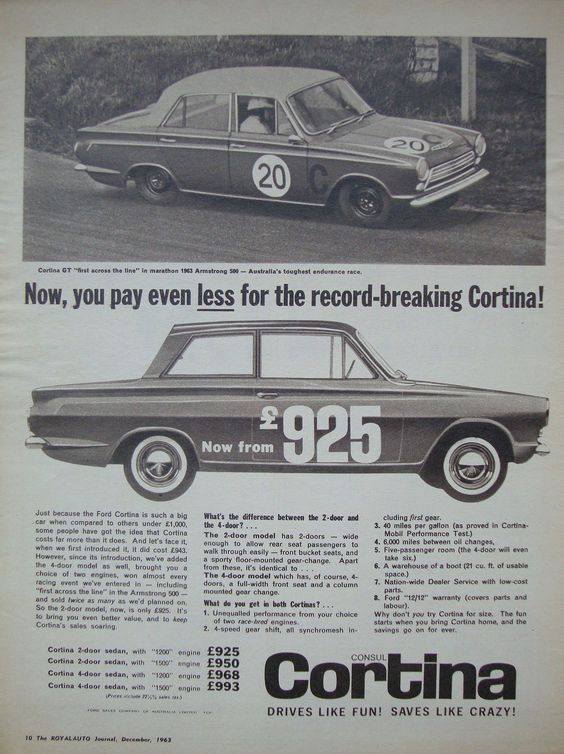 20
C
20
C
Cortina GT "first across the line" in marathon 1963 Armstrong 500 — Australia's toughest endurance race.
Now, you pay even less for the record-breaking Cortina!
Now from £925
Just because the Ford Cortina is such a big
car when compared to others under £1,000,
some people have got the idea that Cortina
costs far more than it does. And let's face it,
when we first introduced it, it did cost £943.
However, since its introduction, we've added
the 4-door model as well, brought you a
choice of two engines, won almost every
racing event we've entered in — including
"first across the line" in the Armstrong 500 —
and sold twice as many as we'd planned on.
So the 2-door model, now, is only £925. It's
to bring you even better value, and to keep
Cortina's sales soaring.
What's the difference between the 2-door and
the 4-door? . . .
The 2-door model has 2-doors — wide
enough to allow rear seat passengers to
walk through easily — front bucket seats, and
a sporty floor-mounted gear-change. Apart
from these, it's identical to . . .
The 4-door model which has, of course, 4-
doors, a full-width front seat and a column
mounted gear change.
What do you get in both Cortinas? . . .
1. Unequalled performance from your choice
of two race-bred engines.
2. 4-speed gear shift, all synchromesh in-
cluding first gear.
3. 40 miles per gallon (as proved in Cortina-
Mobil Performance Test.)
4. 6,000 miles between oil changes,
5. Five-passenger room (the 4-door will even
take six.)
6. A warehouse of a boot (21 cu. ft. of usable
space.)
7. Nation-wide Dealer Service with low-cost
parts.
8. Ford "12/12" warranty (covers parts and
labour).
Why don't you try Cortina for size. The fun
starts when you bring Cortina home, and the
savings go on for ever.
Cortina 2-door sedan, with "1200" engine £925
Cortina 2-door sedan, with "1500" engine £950
Cortina 4-door sedan, with "1200" engine £968
Cortina 4-door sedan, with "1500" engine £993
(Prices include 22½% sales tax.)
FORD SALES COMPANY OF AUSTRALIA LIMITED
CONSUL
Cortina
DRIVES LIKE FUN! SAVES LIKE CRAZY!
10 The ROYALAUTO Journal, December, 1963